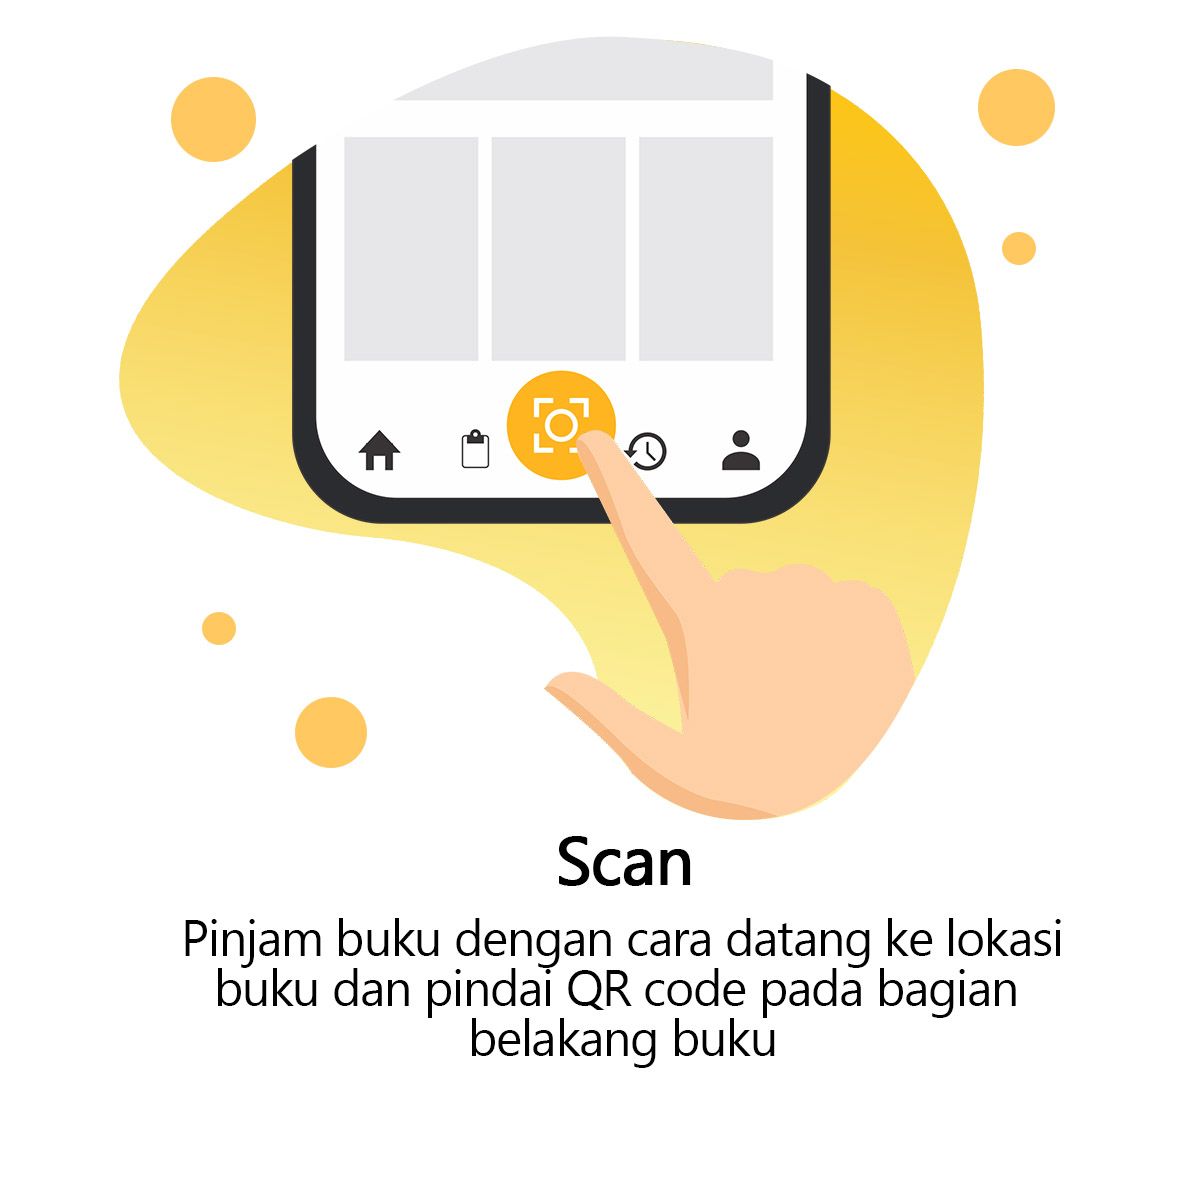 Scan
Pinjam buku dengan cara datang ke lokasi
buku dan pindai QR code pada bagian
belakang buku